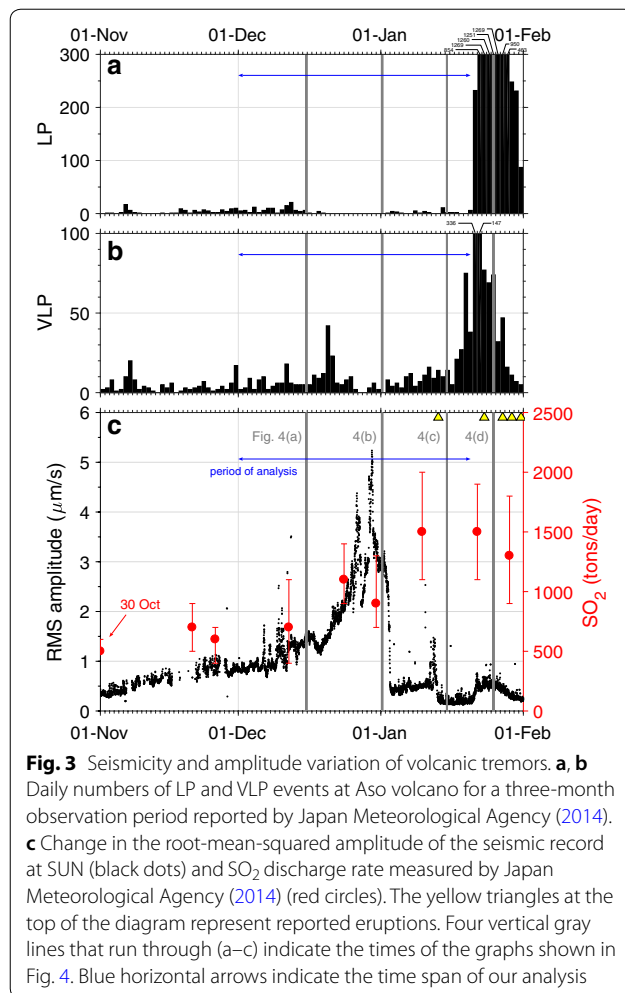 01-Nov 01-Dec 01-Jan 01-Feb
1269
1251
1260
1269
854
950
463
a
LP
300
200
100
0
336
147
b
VLP
100
50
0
c
RMS amplitude (μm/s)
6
5
4
3
2
1
0
Fig. 4(a) 4(b) 4(c) 4(d)
period of analysis
30 Oct
2500
2000
1500
1000
500
0
SO2 (tons/day)
01-Nov 01-Dec 01-Jan 01-Feb
Fig. 3 Seismicity and amplitude variation of volcanic tremors. a, b
Daily numbers of LP and VLP events at Aso volcano for a three-month
observation period reported by Japan Meteorological Agency (2014).
c Change in the root-mean-squared amplitude of the seismic record
at SUN (black dots) and SO2 discharge rate measured by Japan
Meteorological Agency (2014) (red circles). The yellow triangles at the
top of the diagram represent reported eruptions. Four vertical gray
lines that run through (a–c) indicate the times of the graphs shown in
Fig. 4. Blue horizontal arrows indicate the time span of our analysis